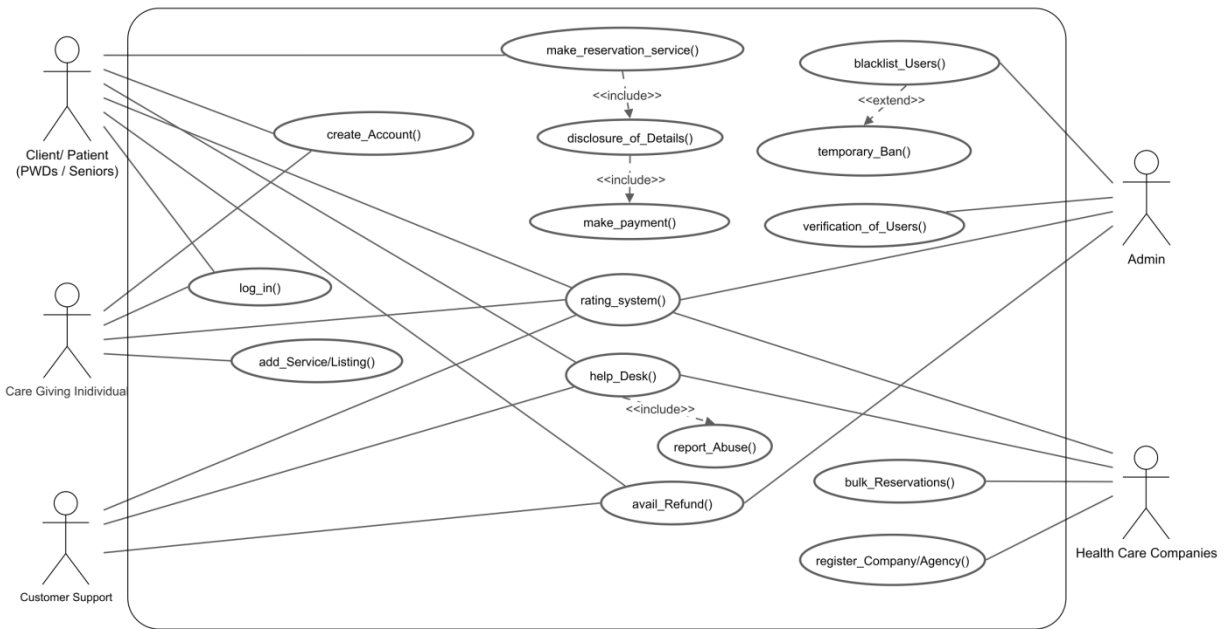 make_reservation_service()
blacklist_Users()
<<include>>
<<extend>>
create_Account()
disclosure_of_Details()
temporary_Ban()
Client/ Patient
(PWDs / Seniors)
<<include>>
make_payment()
verification_of_Users()
Admin
log_in()
rating_system()
add_Service/Listing()
help_Desk()
Care Giving Inidividual
<<include>>
report_Abuse()
bulk_Reservations()
avail_Refund()
register_Company/Agency()
Health Care Companies
Customer Support